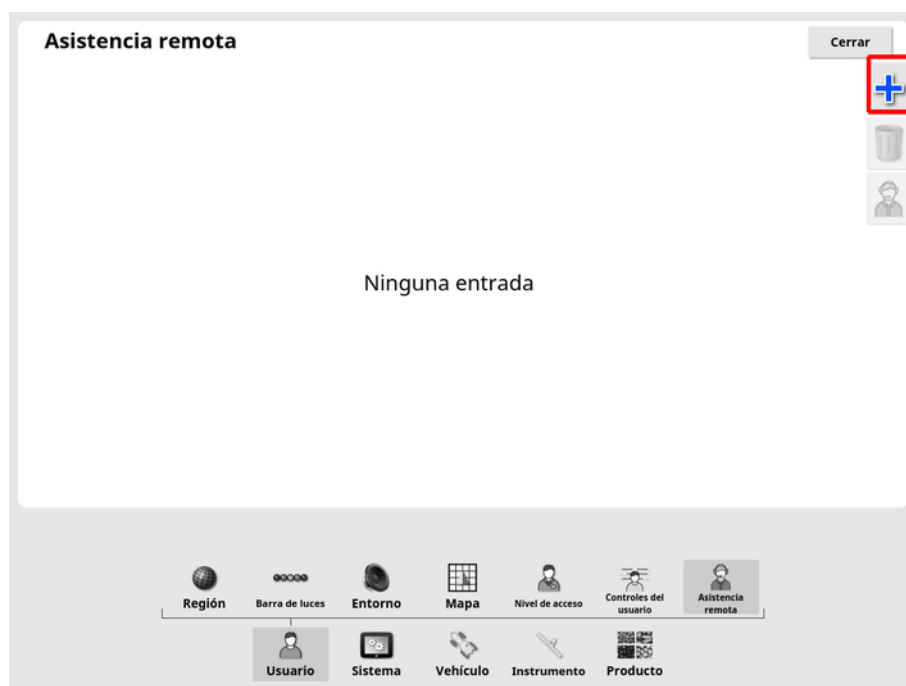 Asistencia remota
Cerrar
Ninguna entrada
Región
Barra de luces
Entorno
Mapa
Nivel de acceso
Controles del
usuario
Asistencia
remota
Usuario
Sistema
Vehículo
Instrumento
Producto